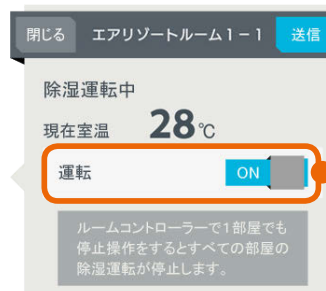 閉じる エアリゾートルーム1－1 送信
除湿運転中
現在室温 28℃
運転 ON
ルームコントローラーで1部屋でも
停止操作をするとすべての部屋の
除湿運転が停止します。